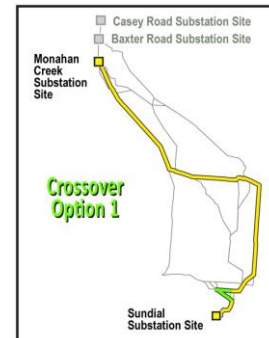 Casey Road Substation Site
Baxter Road Substation Site
Monahan
Creek
Substation
Site
Crossover
Option 1
Sundial
Substation Site